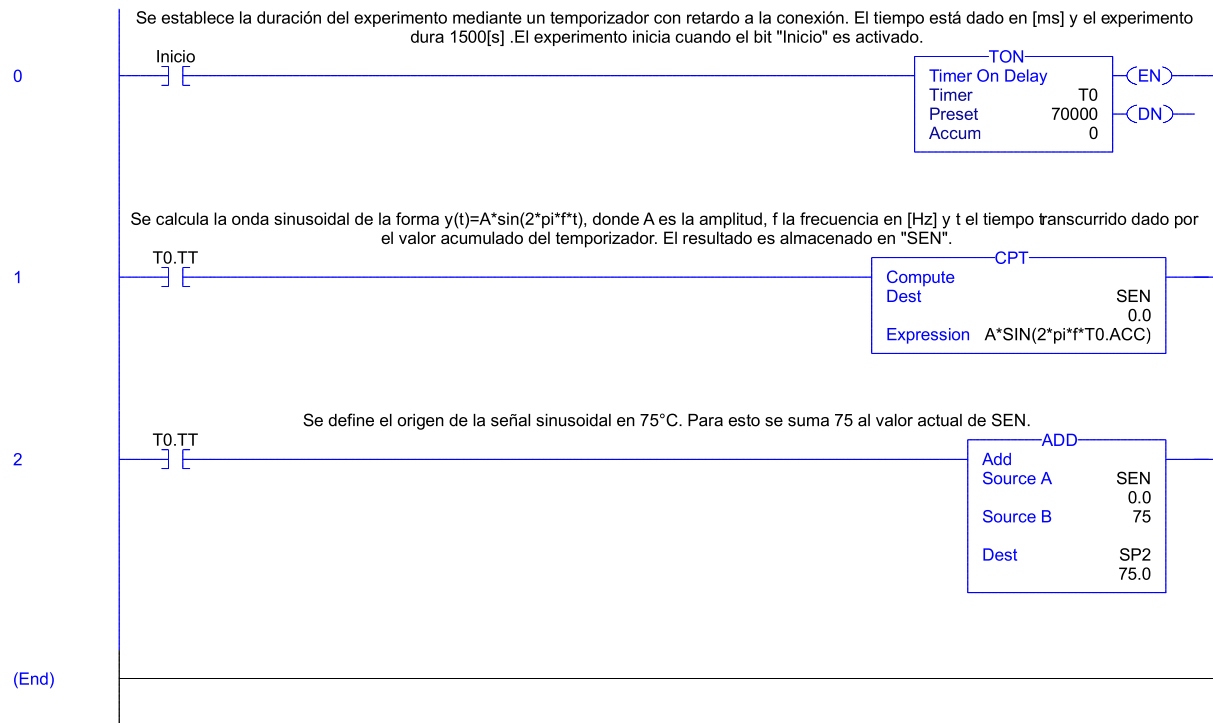 Se establece la duración del experimento mediante un temporizador con retardo a la conexión. El tiempo está dado en [ms] y el experimento
dura 1500[s] .El experimento inicia cuando el bit "Inicio" es activado.
Inicio
0
TON
Timer On Delay
Timer T0
Preset 70000
Accum 0
EN
DN
Se calcula la onda sinusoidal de la forma y(t)=A*sin(2*pi*f*t), donde A es la amplitud, f la frecuencia en [Hz] y t el tiempo transcurrido dado por
el valor acumulado del temporizador. El resultado es almacenado en "SEN".
T0.TT
1
CPT
Compute
Dest SEN
0.0
Expression A*SIN(2*pi*f*T0.ACC)
Se define el origen de la señal sinusoidal en 75°C. Para esto se suma 75 al valor actual de SEN.
T0.TT
2
ADD
Add
Source A SEN
0.0
Source B 75
Dest SP2
75.0
(End)